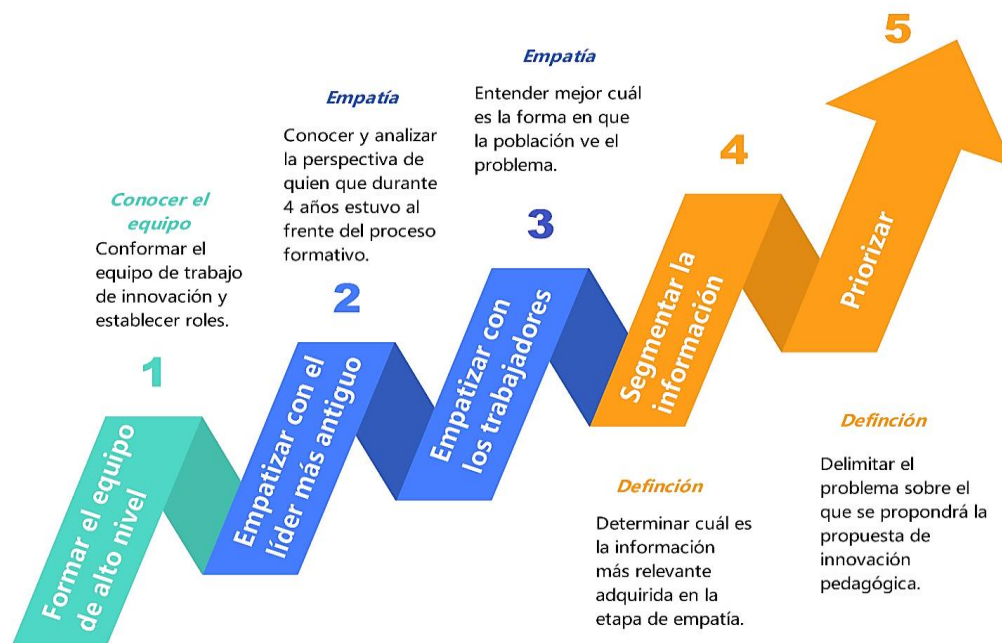 Conocer el
equipo
Conformar el
equipo de trabajo
de innovación y
establecer roles.
1
Formar el equipo
de alto nivel
Empatía
Conocer y analizar
la perspectiva de
quien que durante
4 años estuvo al
frente del proceso
formativo.
2
Empatizar con el
líder más antiguo
Empatía
Entender mejor cuál
es la forma en que
la población ve el
problema.
3
Empatizar con
los trabajadores
4
Segmentar la
información
Definción
Determinar cuál es
la información
más relevante
adquirida en la
etapa de empatía.
5
Priorizar
Definción
Delimitar el
problema sobre el
que se propondrá la
propuesta de
innovación
pedagógica.